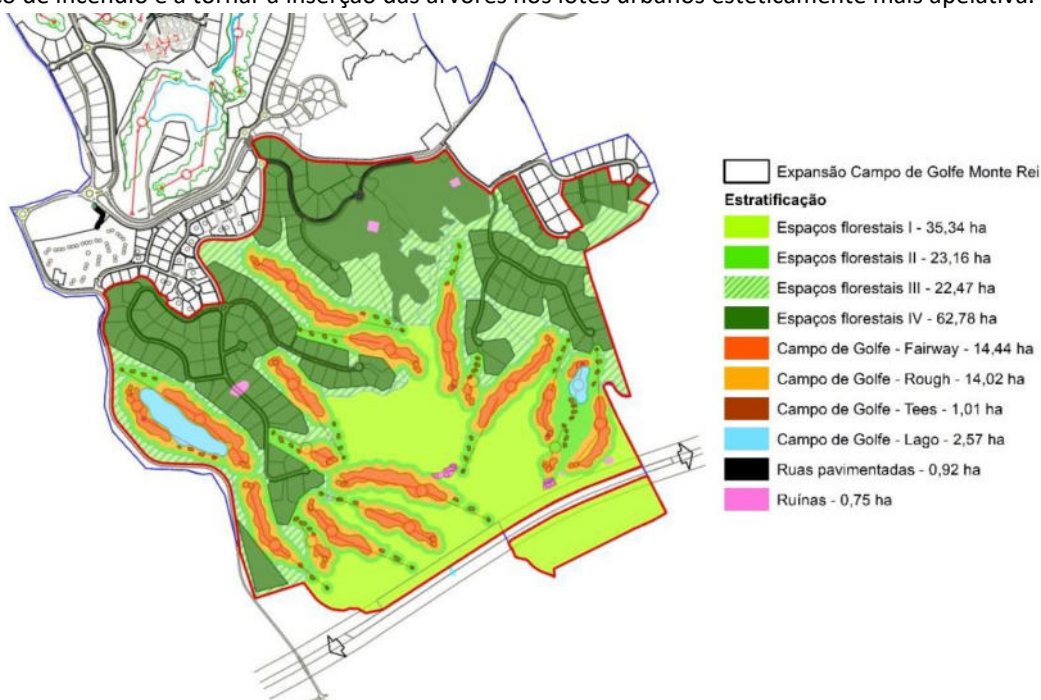 de incêndio e a tornar a inserção das árvores nos lotes urbanos esteticamente mais apelativa.
Expansão Campo de Golfe Monte Rei
Estratificação
Espaços florestais I - 35,34 ha
Espaços florestais II - 23,16 ha
Espaços florestais III - 22,47 ha
Espaços florestais IV - 62,78 ha
Campo de Golfe - Fairway - 14,44 ha
Campo de Golfe - Rough - 14,02 ha
Campo de Golfe - Tees - 1,01 ha
Campo de Golfe - Lago - 2,57 ha
Ruas pavimentadas - 0,92 ha
Ruínas - 0,75 ha